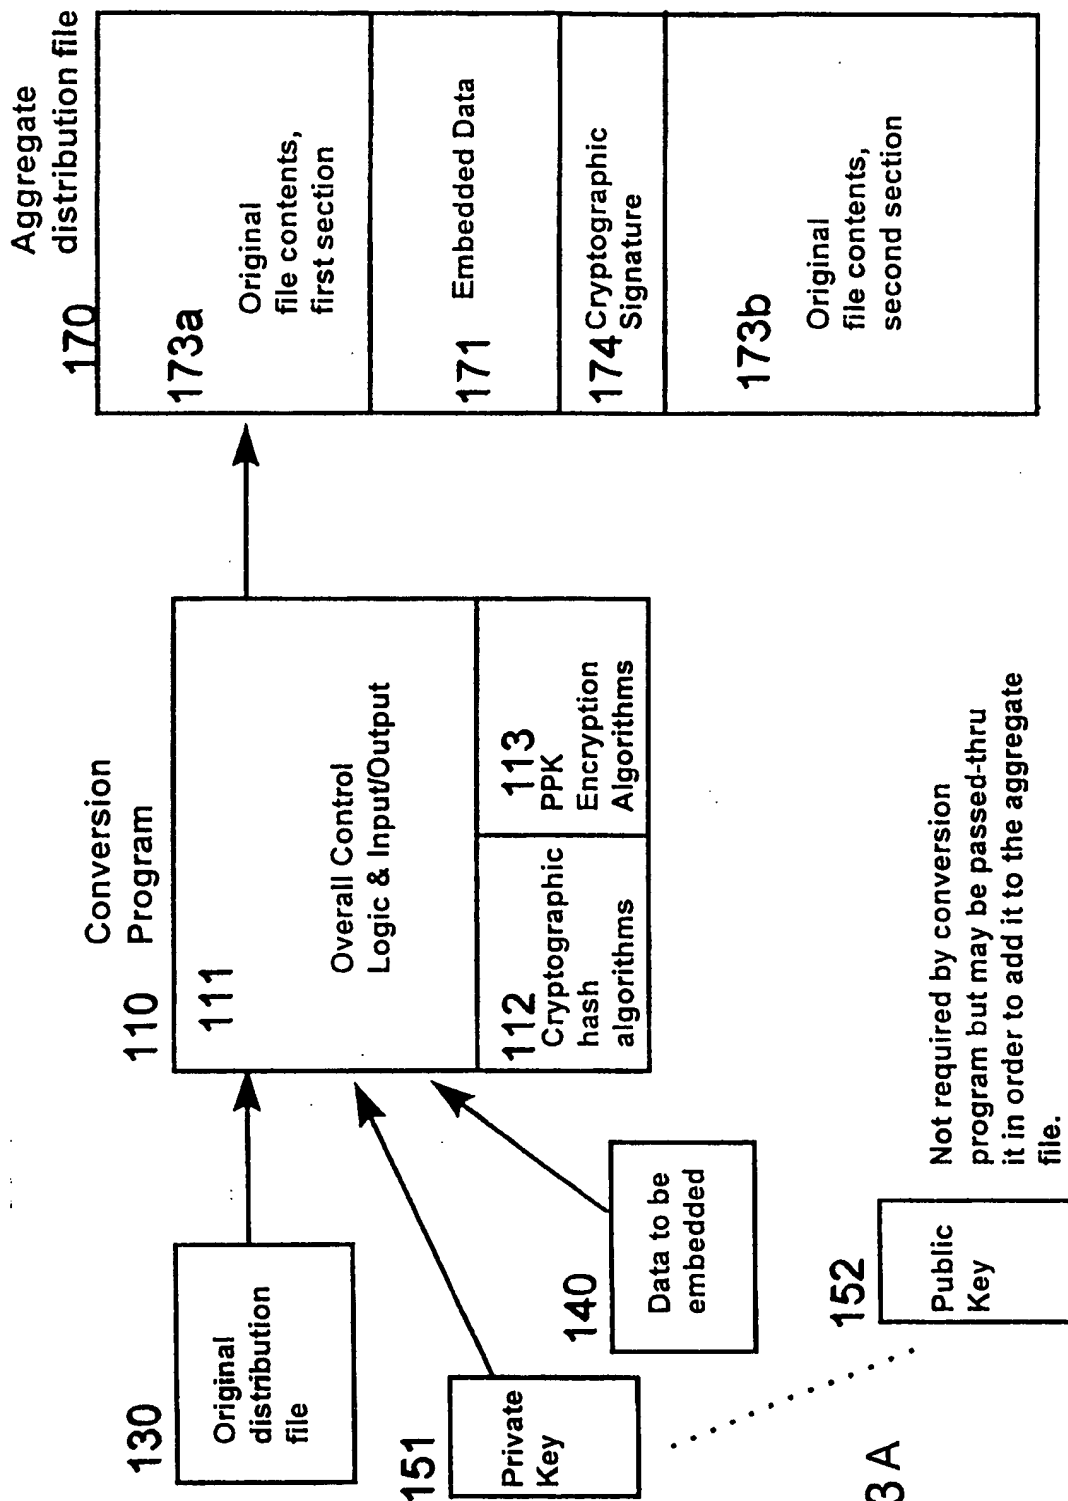 130
Original
distribution
file
151
Private
Key
140
Data to be
embedded
152
Public
Key
Not required by conversion
program but may be passed-thru
it in order to add it to the aggregate
file.
110
Conversion
Program
111
Overall Control
Logic & Input/Output
112
Cryptographic
hash
algorithms
113
PPK
Encryption
Algorithms
170
Aggregate
distribution file
173a
Original
file contents,
first section
171
Embedded Data
174
Cryptographic
Signature
173b
Original
file contents,
second section
3 A